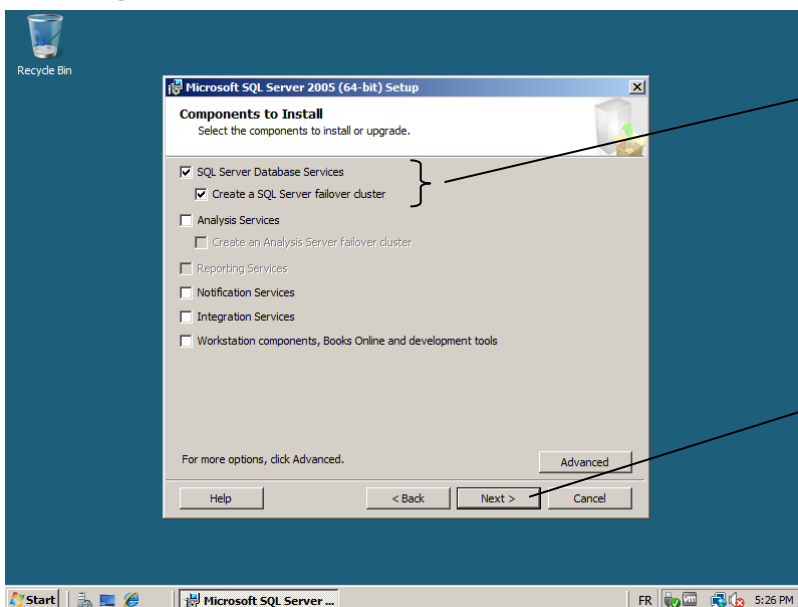 Recycle Bin
Microsoft SQL Server 2005 (64-bit) Setup
Components to Install
Select the components to install or upgrade.
SQL Server Database Services
Create a SQL Server failover cluster
Analysis Services
Create an Analysis Server failover cluster
Reporting Services
Notification Services
Integration Services
Workstation components, Books Online and development tools
For more options, click Advanced.
Advanced
Help < Back Next > Cancel
Start Microsoft SQL Server ... FR vm 5:26 PM